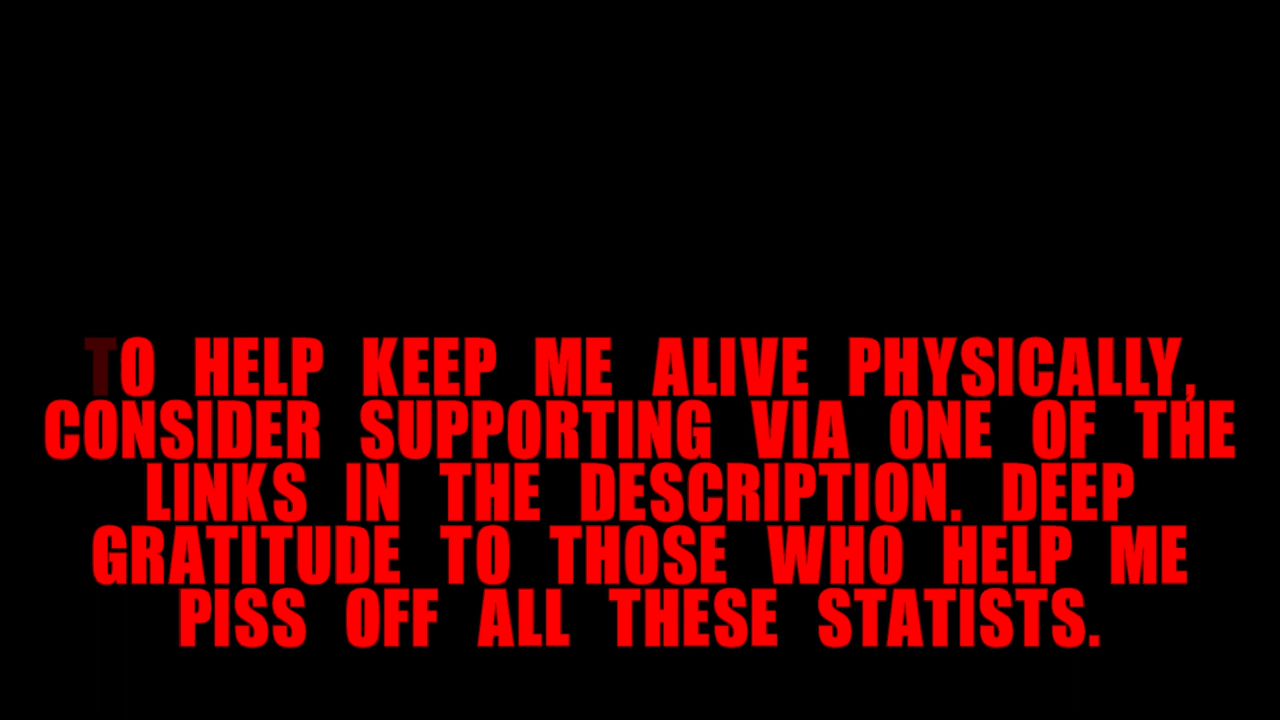 TO HELP KEEP ME ALIVE PHYSICALLY,
CONSIDER SUPPORTING VIA ONE OF THE
LINKS IN THE DESCRIPTION. DEEP
GRATITUDE TO THOSE WHO HELP ME
PISS OFF ALL THESE STATISTS.